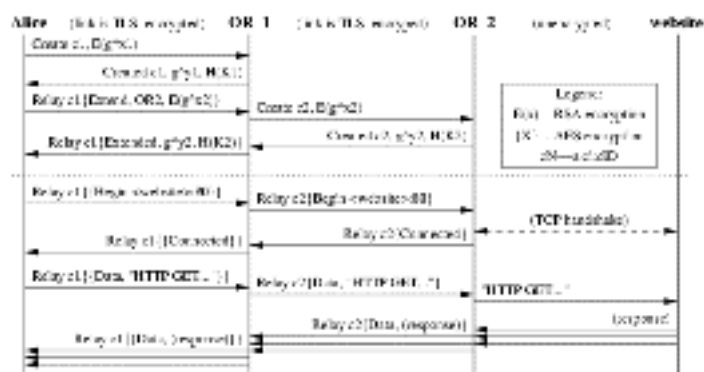 Alice (link is TLS-encrypted) OR 1 (link is TLS-encrypted) OR 2 (unencrypted) website
Create c1, E(g^x1)
Created c1, g^y1, H(K1)
Relay c1{Extend, OR2, E(g^x2)}
Create c2, E(g^x2)
Created c2, g^y2, H(K2)
Relay c1{Extended, g^y2, H(K2)}
Legend:
E(x)—RSA encryption
{X}—AES encryption
cN—a circID
Relay c1{{Begin <website>:80}}
Relay c2{Begin <website>:80}
(TCP handshake)
Relay c2{Connected}
Relay c1{{Connected}}
Relay c1{{Data, "HTTP GET..."}}
Relay c2{Data, "HTTP GET..."}
"HTTP GET..."
(response)
Relay c2{Data, (response)}
Relay c1{{Data, (response)}}